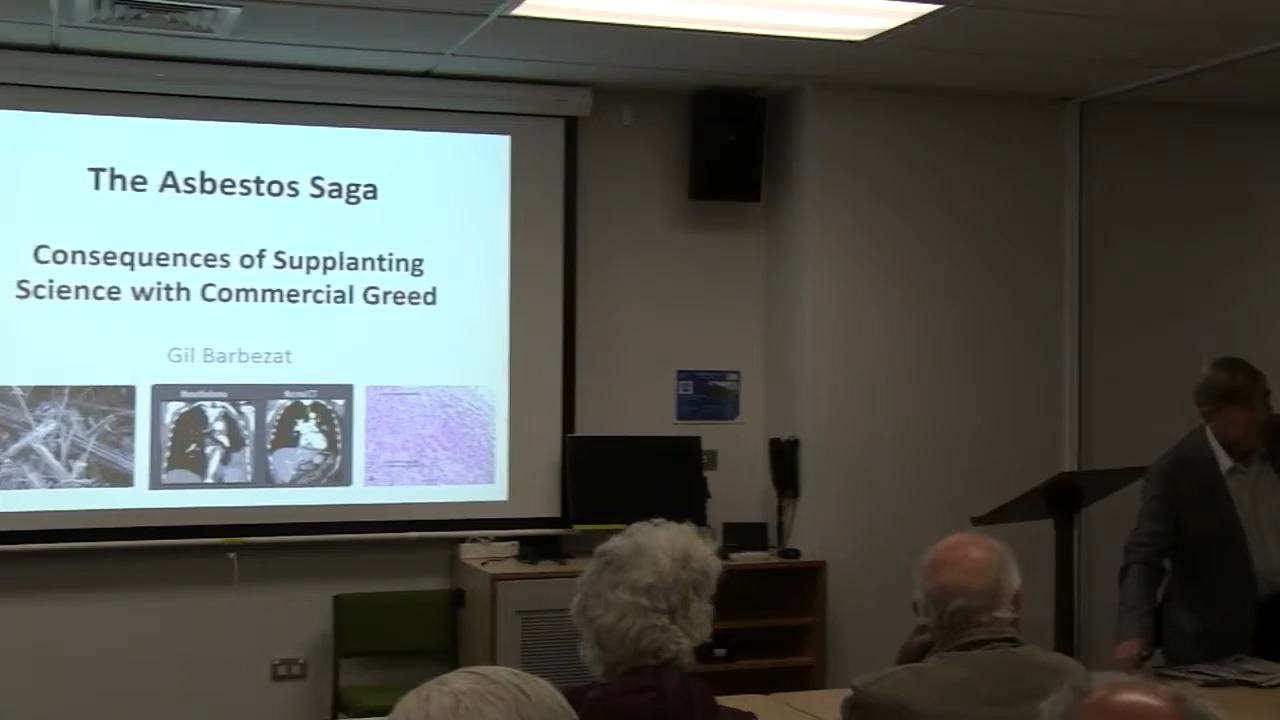 The Asbestos Saga
Consequences of Supplanting
Science with Commercial Greed
Gil Barbezat